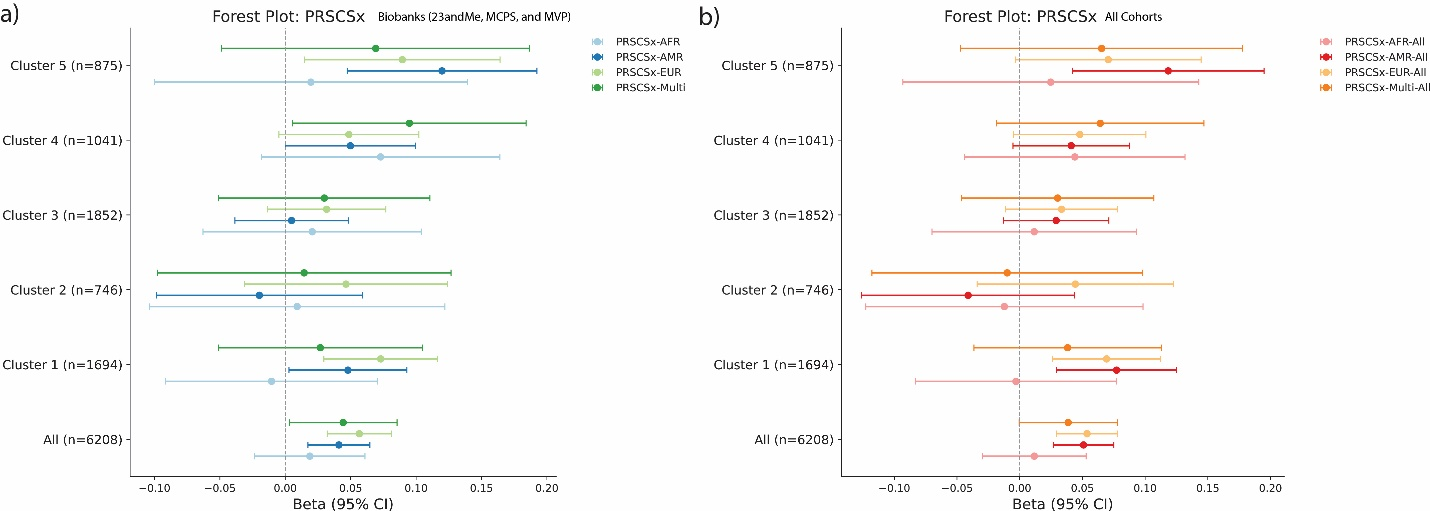 a)
Forest Plot: PRSCSx Biobanks (23andMe, MCPS, and MVP)
Cluster 5 (n=875)
Cluster 4 (n=1041)
Cluster 3 (n=1852)
Cluster 2 (n=746)
Cluster 1 (n=1694)
All (n=6208)
−0.10 −0.05 0.00 0.05 0.10 0.15 0.20
Beta (95% CI)
PRSCSx-AFR
PRSCSx-AMR
PRSCSx-EUR
PRSCSx-Multi
b)
Forest Plot: PRSCSx All Cohorts
Cluster 5 (n=875)
Cluster 4 (n=1041)
Cluster 3 (n=1852)
Cluster 2 (n=746)
Cluster 1 (n=1694)
All (n=6208)
−0.10 −0.05 0.00 0.05 0.10 0.15 0.20
Beta (95% CI)
PRSCSx-AFR-All
PRSCSx-AMR-All
PRSCSx-EUR-All
PRSCSx-Multi-All